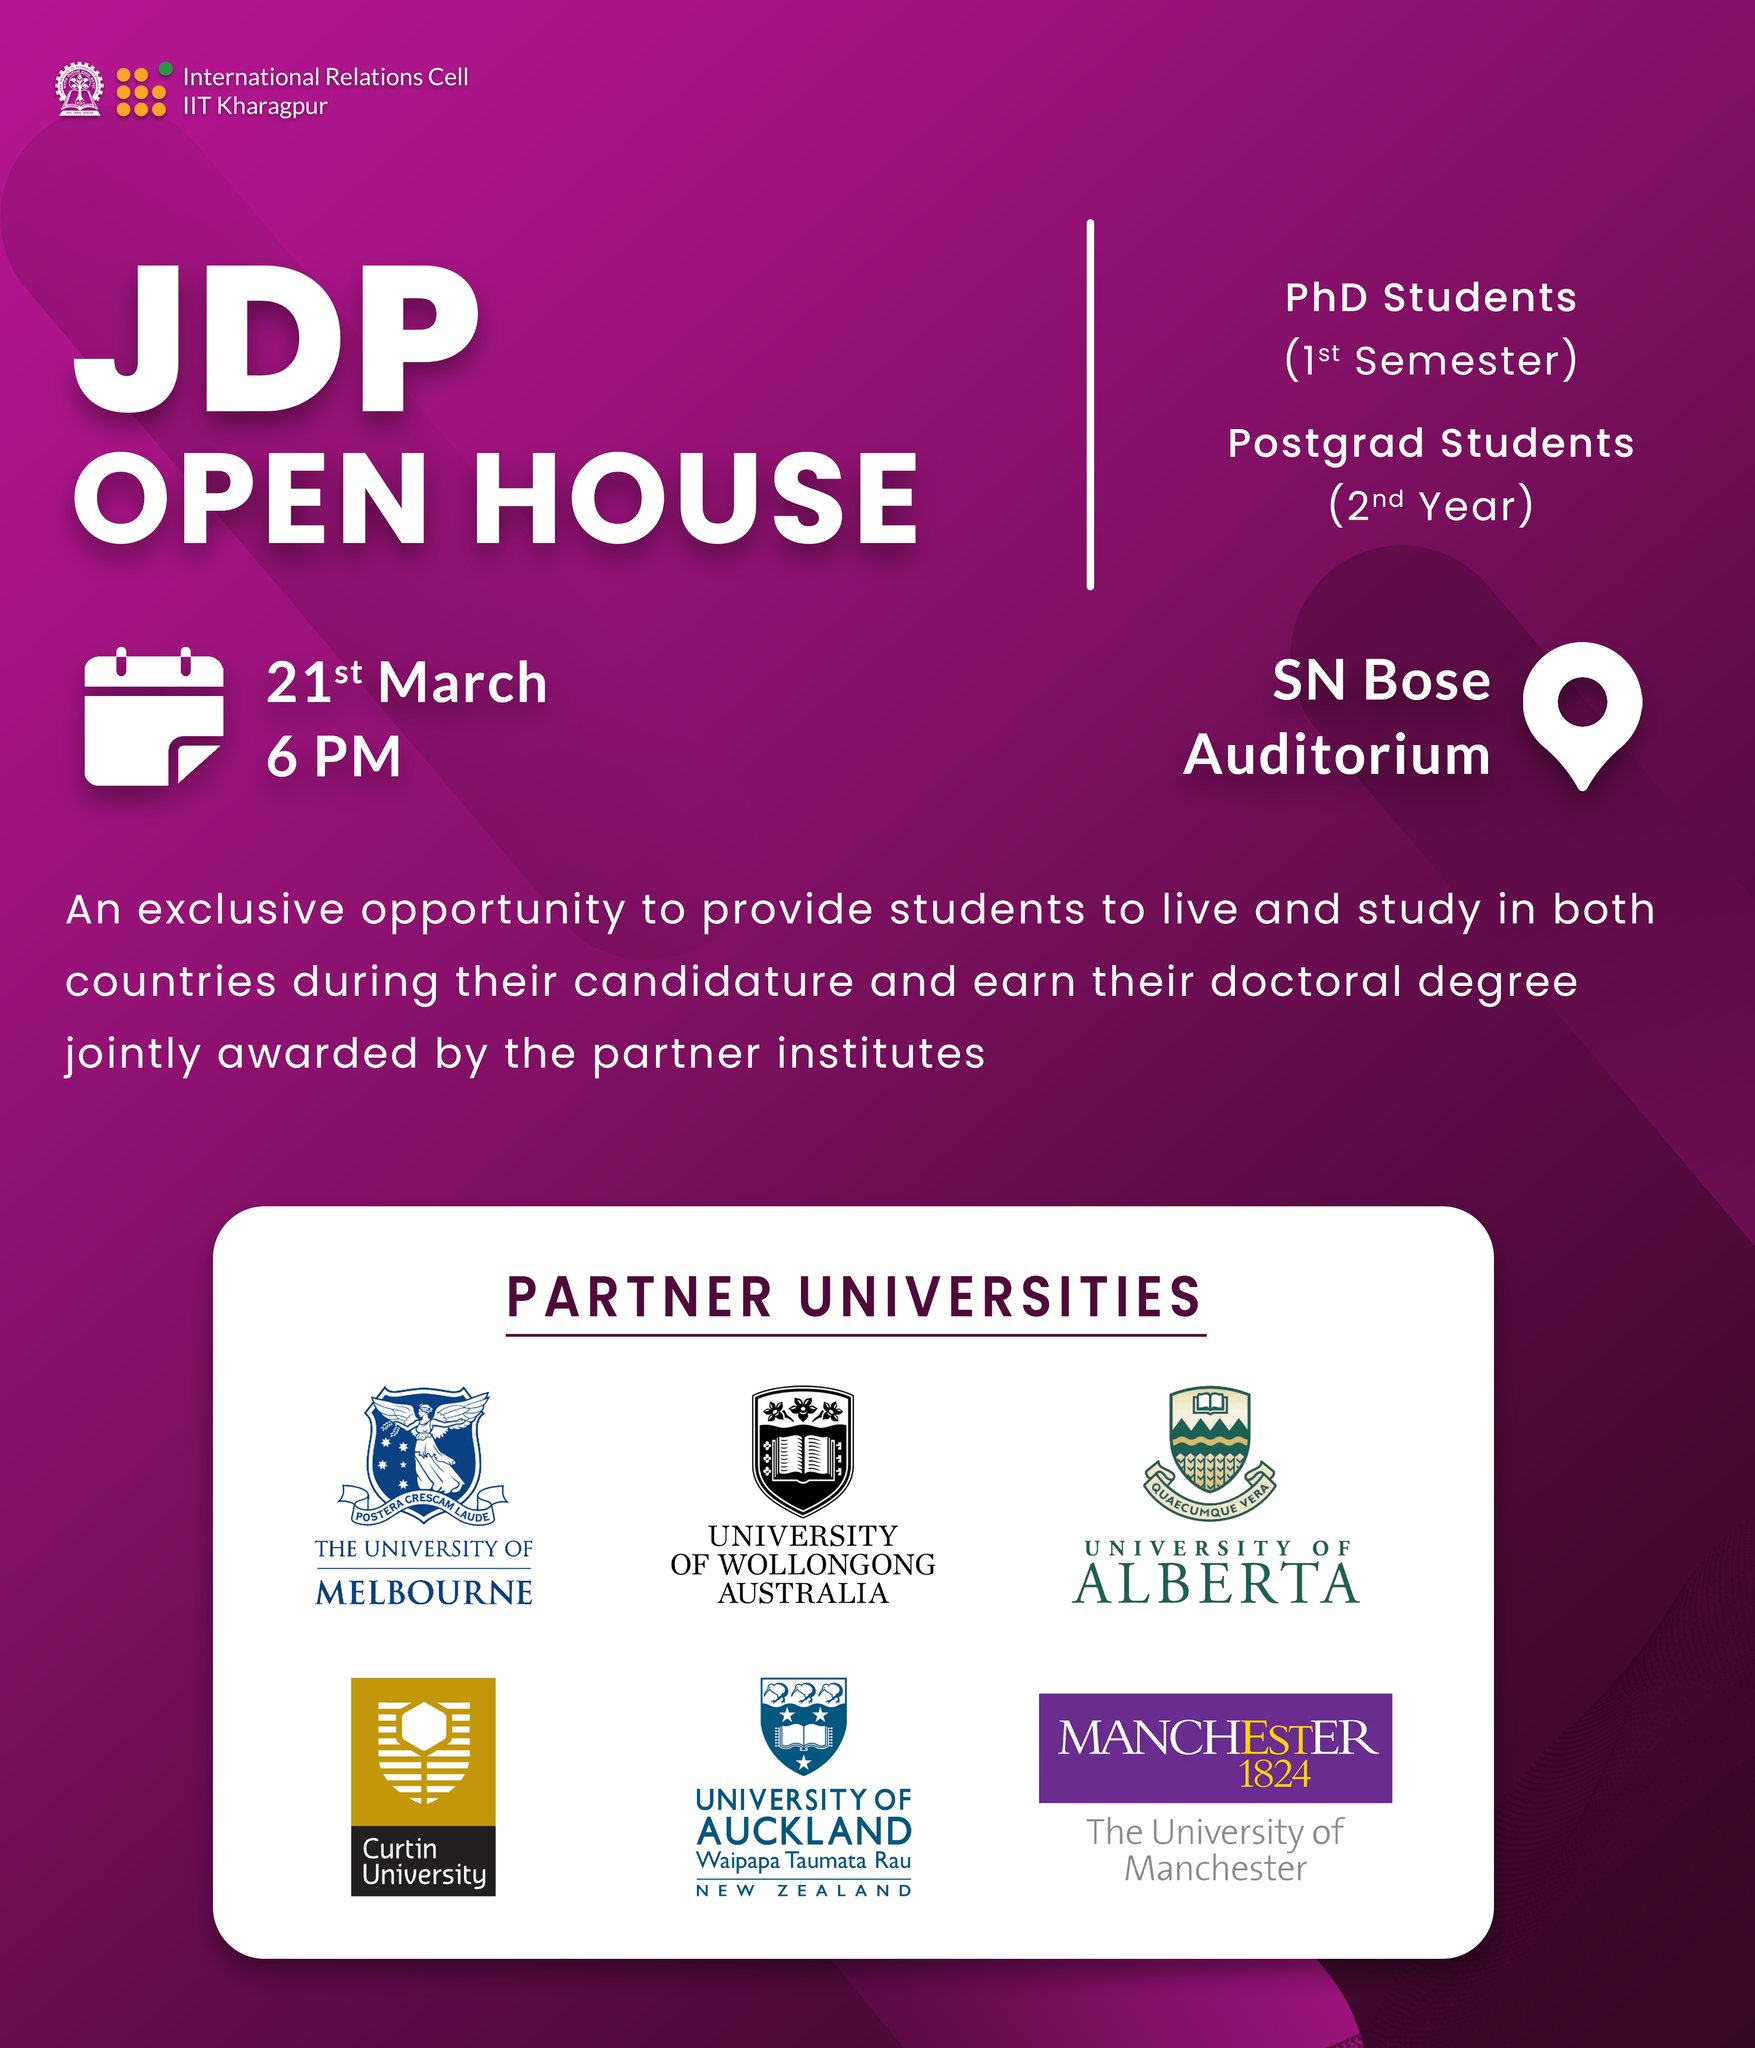 International Relations Cell
IIT Kharagpur
JDP
OPEN HOUSE
PhD Students
(1st Semester)
Postgrad Students
(2nd Year)
21st March
6 PM
SN Bose
Auditorium
An exclusive opportunity to provide students to live and study in both
countries during their candidature and earn their doctoral degree
jointly awarded by the partner institutes
PARTNER UNIVERSITIES
POSTERA CRESCAM LAUDE
THE UNIVERSITY OF
MELBOURNE
UNIVERSITY
OF WOLLONGONG
AUSTRALIA
QUAECUMQUE VERA
UNIVERSITY OF
ALBERTA
Curtin
University
UNIVERSITY OF
AUCKLAND
Waipapa Taumata Rau
NEW ZEALAND
MANCHESTER
1824
The University of
Manchester